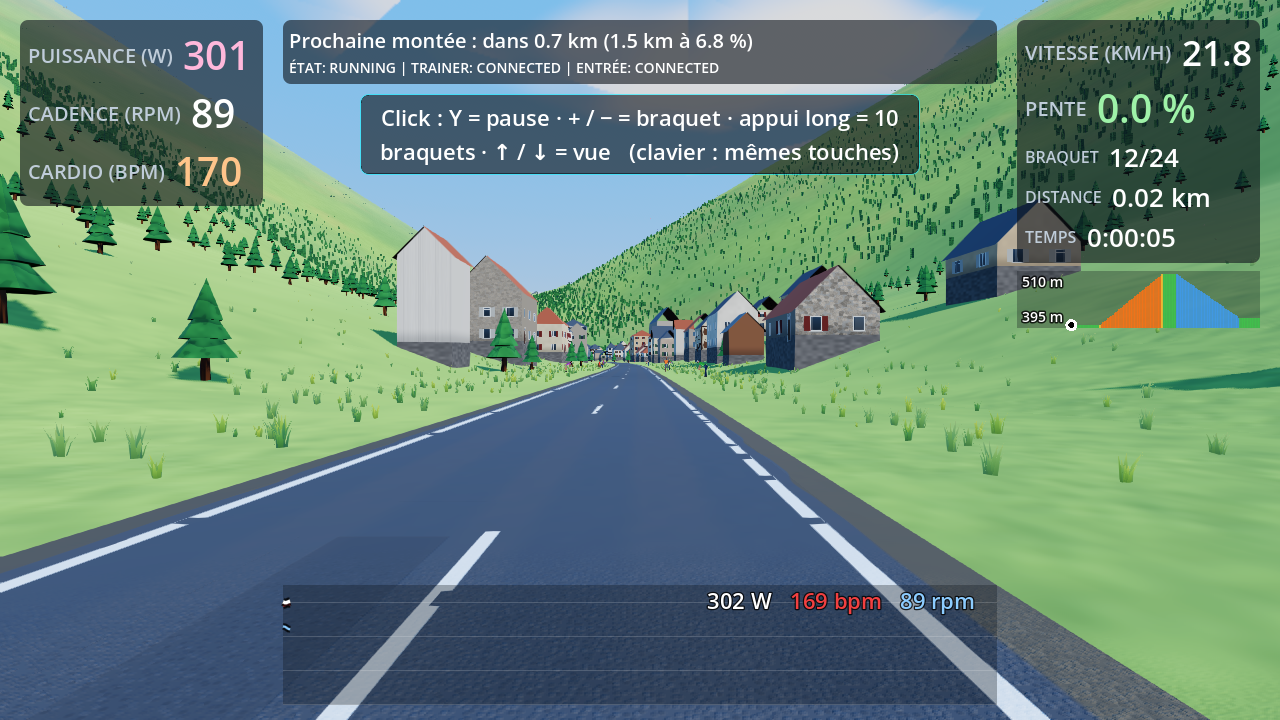 PUISSANCE (W) 301
CADENCE (RPM) 89
CARDIO (BPM) 170
Prochaine montée : dans 0.7 km (1.5 km à 6.8 %)
ÉTAT: RUNNING | TRAINER: CONNECTED | ENTRÉE: CONNECTED
Click : Y = pause · + / − = braquet · appui long = 10
braquets · ↑ / ↓ = vue (clavier : mêmes touches)
VITESSE (KM/H) 21.8
PENTE 0.0 %
BRAQUET 12/24
DISTANCE 0.02 km
TEMPS 0:00:05
510 m
395 m
302 W 169 bpm 89 rpm